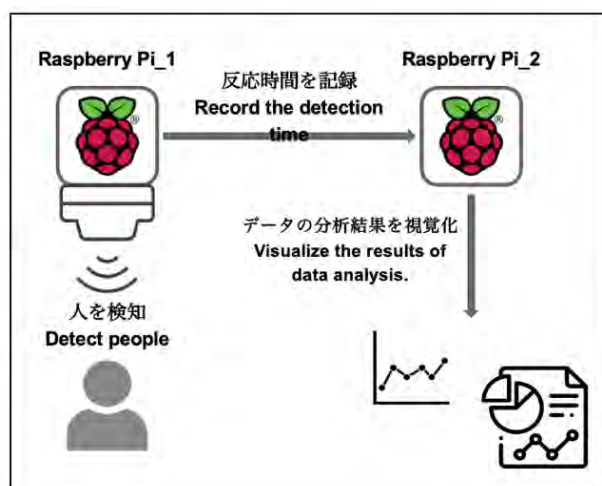 Raspberry Pi_1
Raspberry Pi_2
反応時間を記録
Record the detection
time
®
®
データの分析結果を視覚化
Visualize the results of
data analysis.
人を検知
Detect people